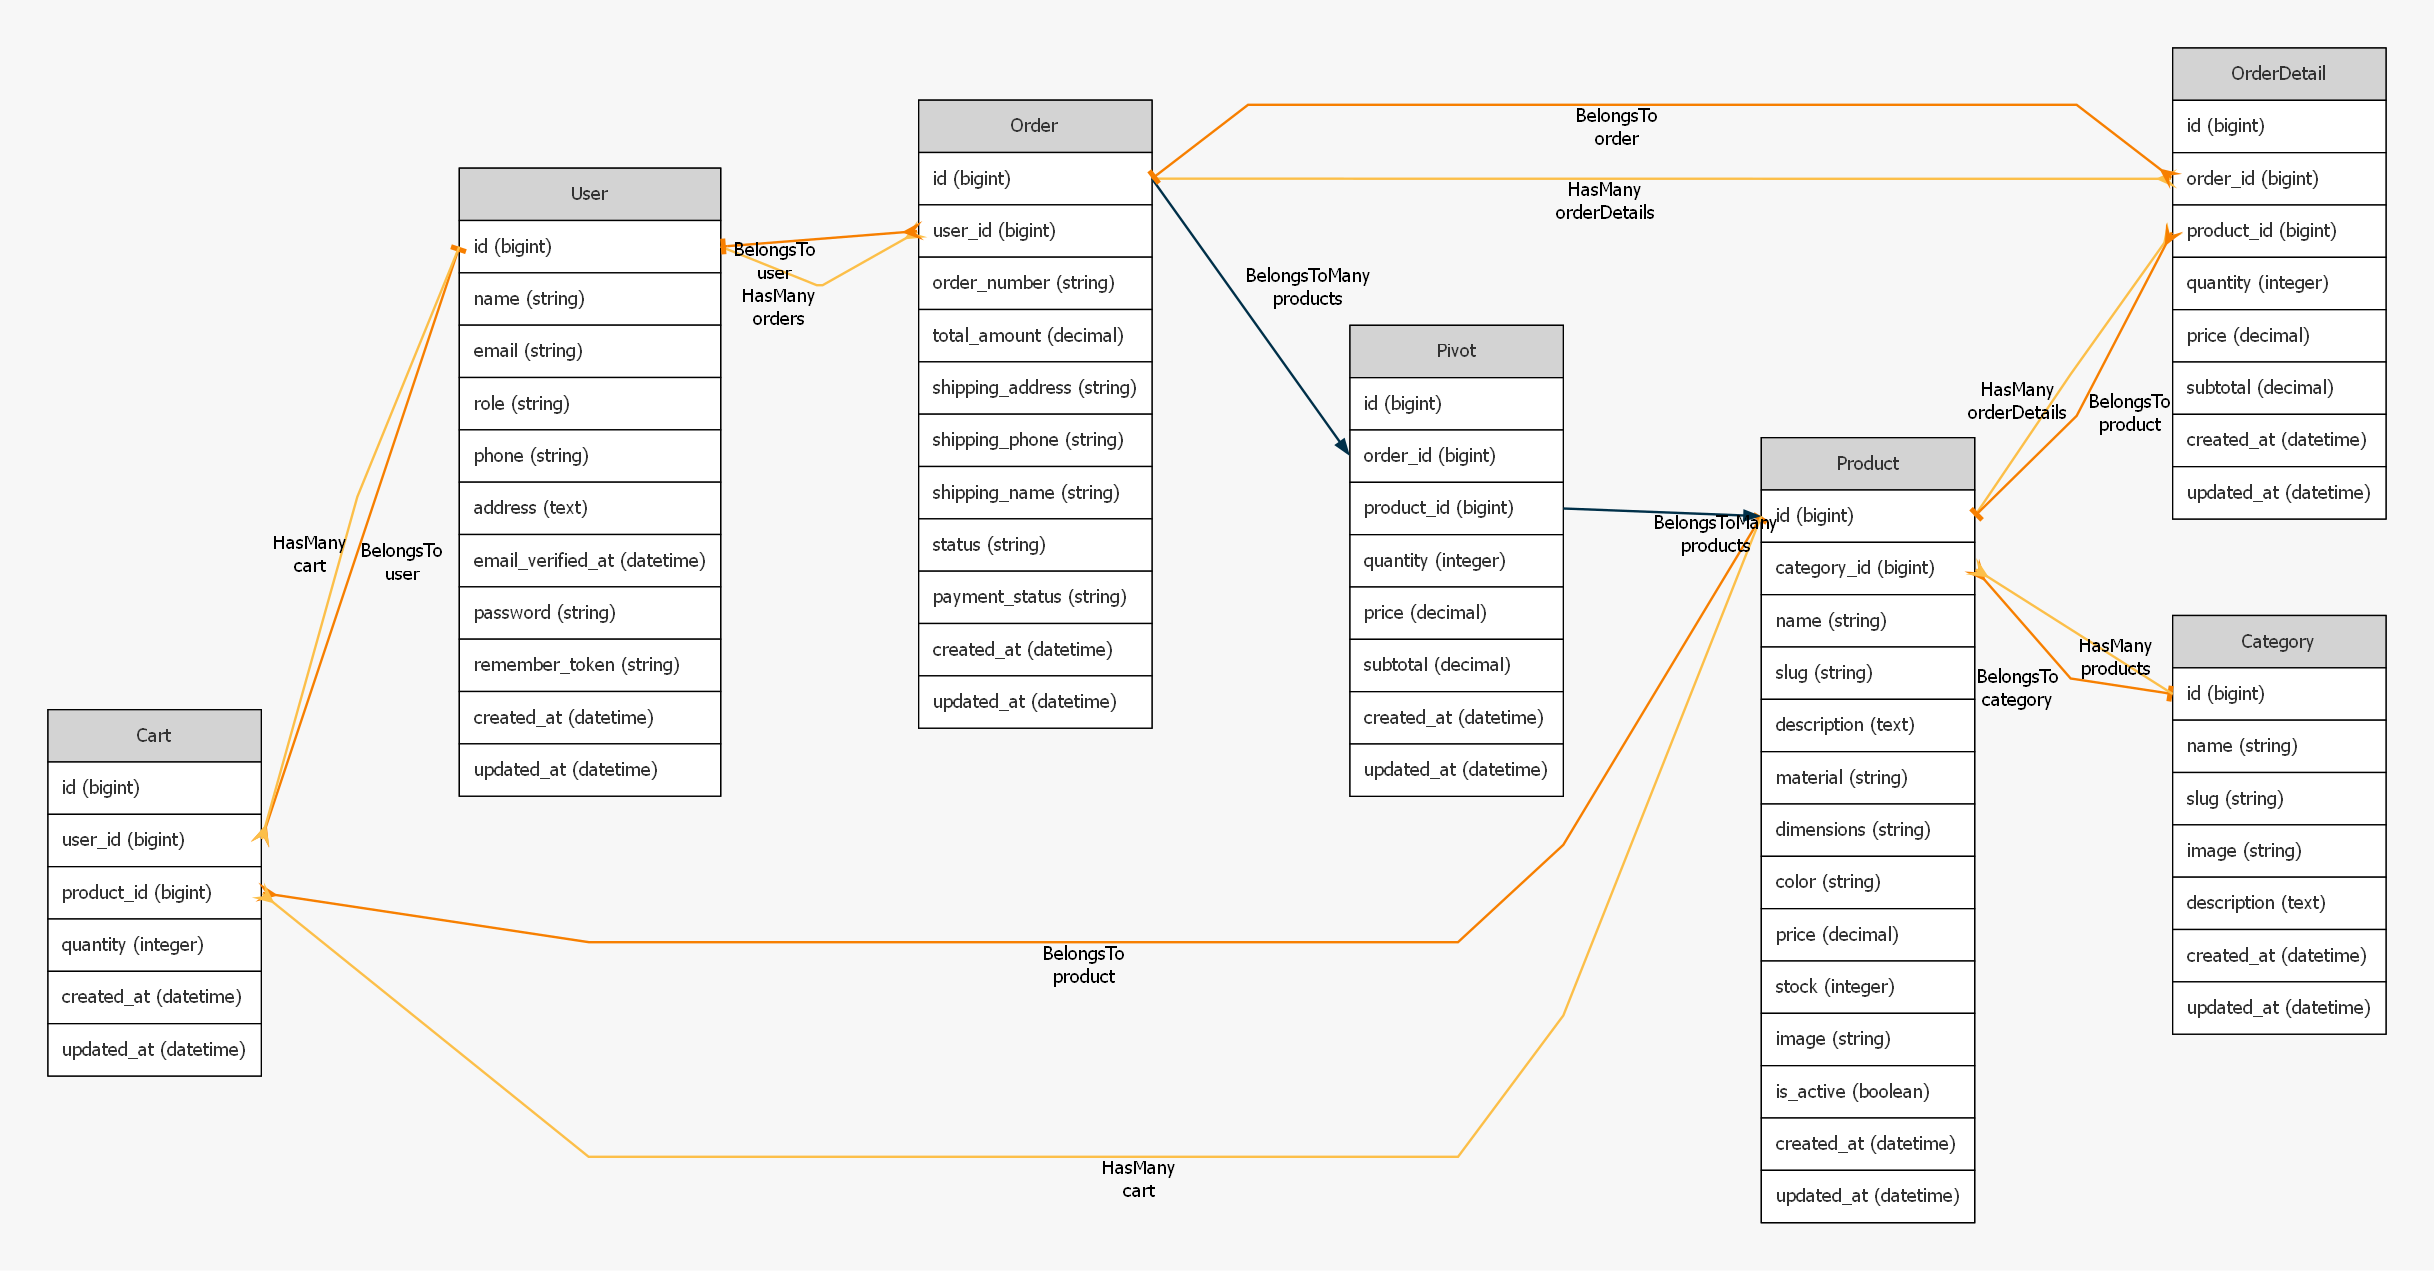 Cart
id (bigint)
user_id (bigint)
product_id (bigint)
quantity (integer)
created_at (datetime)
updated_at (datetime)
HasMany
cart
BelongsTo
user
User
id (bigint)
name (string)
email (string)
role (string)
phone (string)
address (text)
email_verified_at (datetime)
password (string)
remember_token (string)
created_at (datetime)
updated_at (datetime)
BelongsTo
user
HasMany
orders
Order
id (bigint)
user_id (bigint)
order_number (string)
total_amount (decimal)
shipping_address (string)
shipping_phone (string)
shipping_name (string)
status (string)
payment_status (string)
created_at (datetime)
updated_at (datetime)
BelongsTo
product
HasMany
cart
BelongsToMany
products
Pivot
id (bigint)
order_id (bigint)
product_id (bigint)
quantity (integer)
price (decimal)
subtotal (decimal)
created_at (datetime)
updated_at (datetime)
BelongsTo
order
HasMany
orderDetails
BelongsToMany
products
Product
id (bigint)
category_id (bigint)
name (string)
slug (string)
description (text)
material (string)
dimensions (string)
color (string)
price (decimal)
stock (integer)
image (string)
is_active (boolean)
created_at (datetime)
updated_at (datetime)
HasMany
orderDetails
BelongsTo
product
HasMany
products
BelongsTo
category
OrderDetail
id (bigint)
order_id (bigint)
product_id (bigint)
quantity (integer)
price (decimal)
subtotal (decimal)
created_at (datetime)
updated_at (datetime)
Category
id (bigint)
name (string)
slug (string)
image (string)
description (text)
created_at (datetime)
updated_at (datetime)